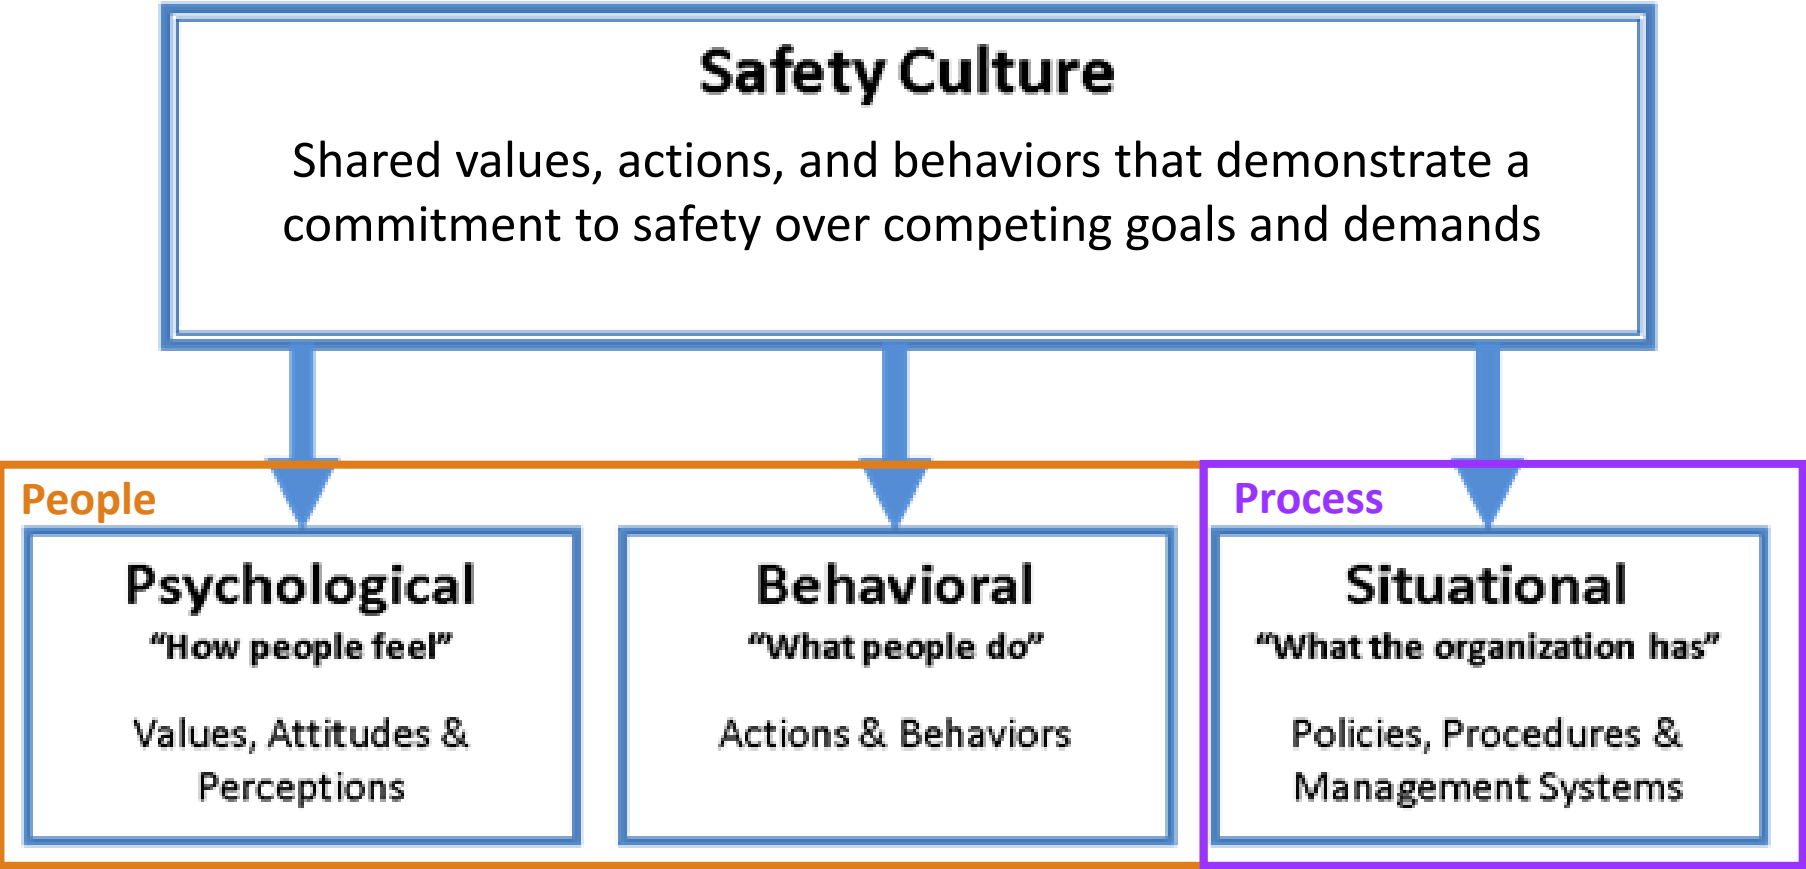 Safety Culture
Shared values, actions, and behaviors that demonstrate a
commitment to safety over competing goals and demands
People
Psychological
“How people feel”
Values, Attitudes &
Perceptions
Behavioral
“What people do”
Actions & Behaviors
Process
Situational
“What the organization has”
Policies, Procedures &
Management Systems